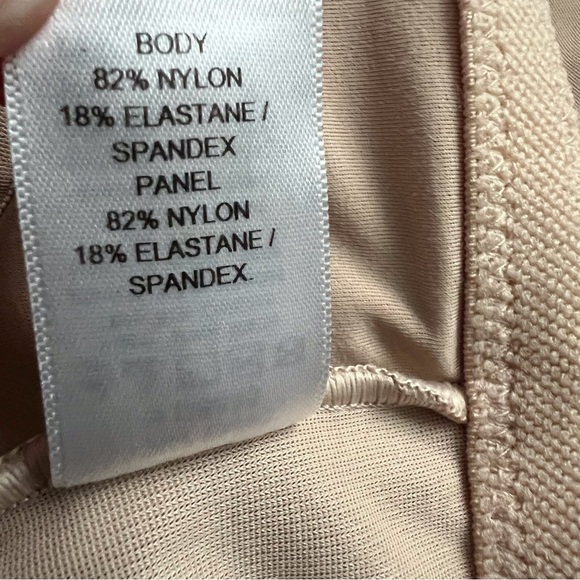 BODY
82% NYLON
18% ELASTANE /
SPANDEX
PANEL
82% NYLON
18% ELASTANE /
SPANDEX.